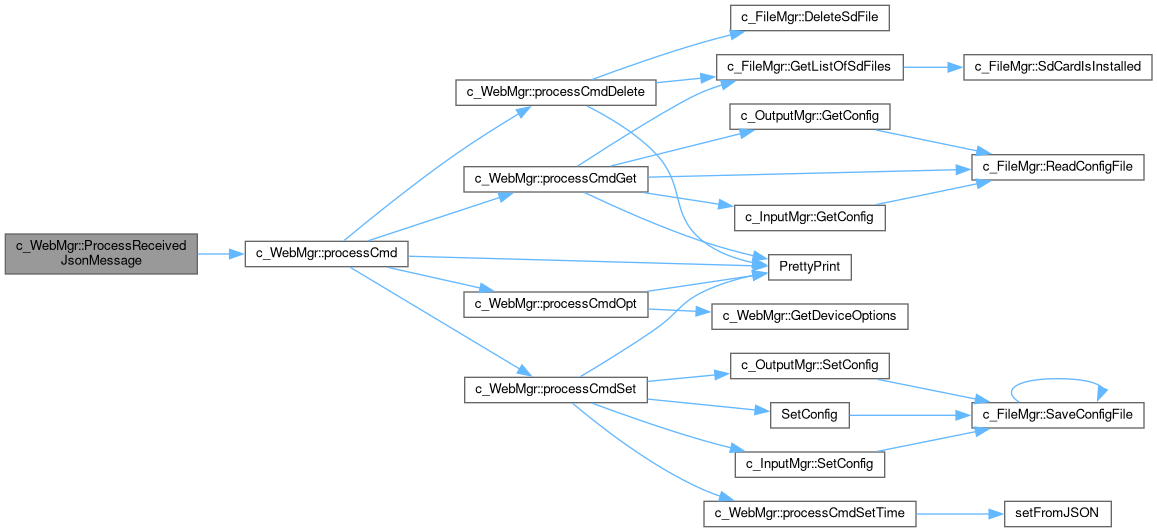 c_FileMgr::DeleteSdFile
c_FileMgr::GetListOfSdFiles
c_FileMgr::SdCardIsInstalled
c_WebMgr::processCmdDelete
c_OutputMgr::GetConfig
c_FileMgr::ReadConfigFile
c_WebMgr::processCmdGet
c_InputMgr::GetConfig
c_WebMgr::ProcessReceived
JsonMessage
c_WebMgr::processCmd
PrettyPrint
c_WebMgr::processCmdOpt
c_WebMgr::GetDeviceOptions
c_OutputMgr::SetConfig
c_WebMgr::processCmdSet
SetConfig
c_FileMgr::SaveConfigFile
c_InputMgr::SetConfig
c_WebMgr::processCmdSetTime
setFromJSON